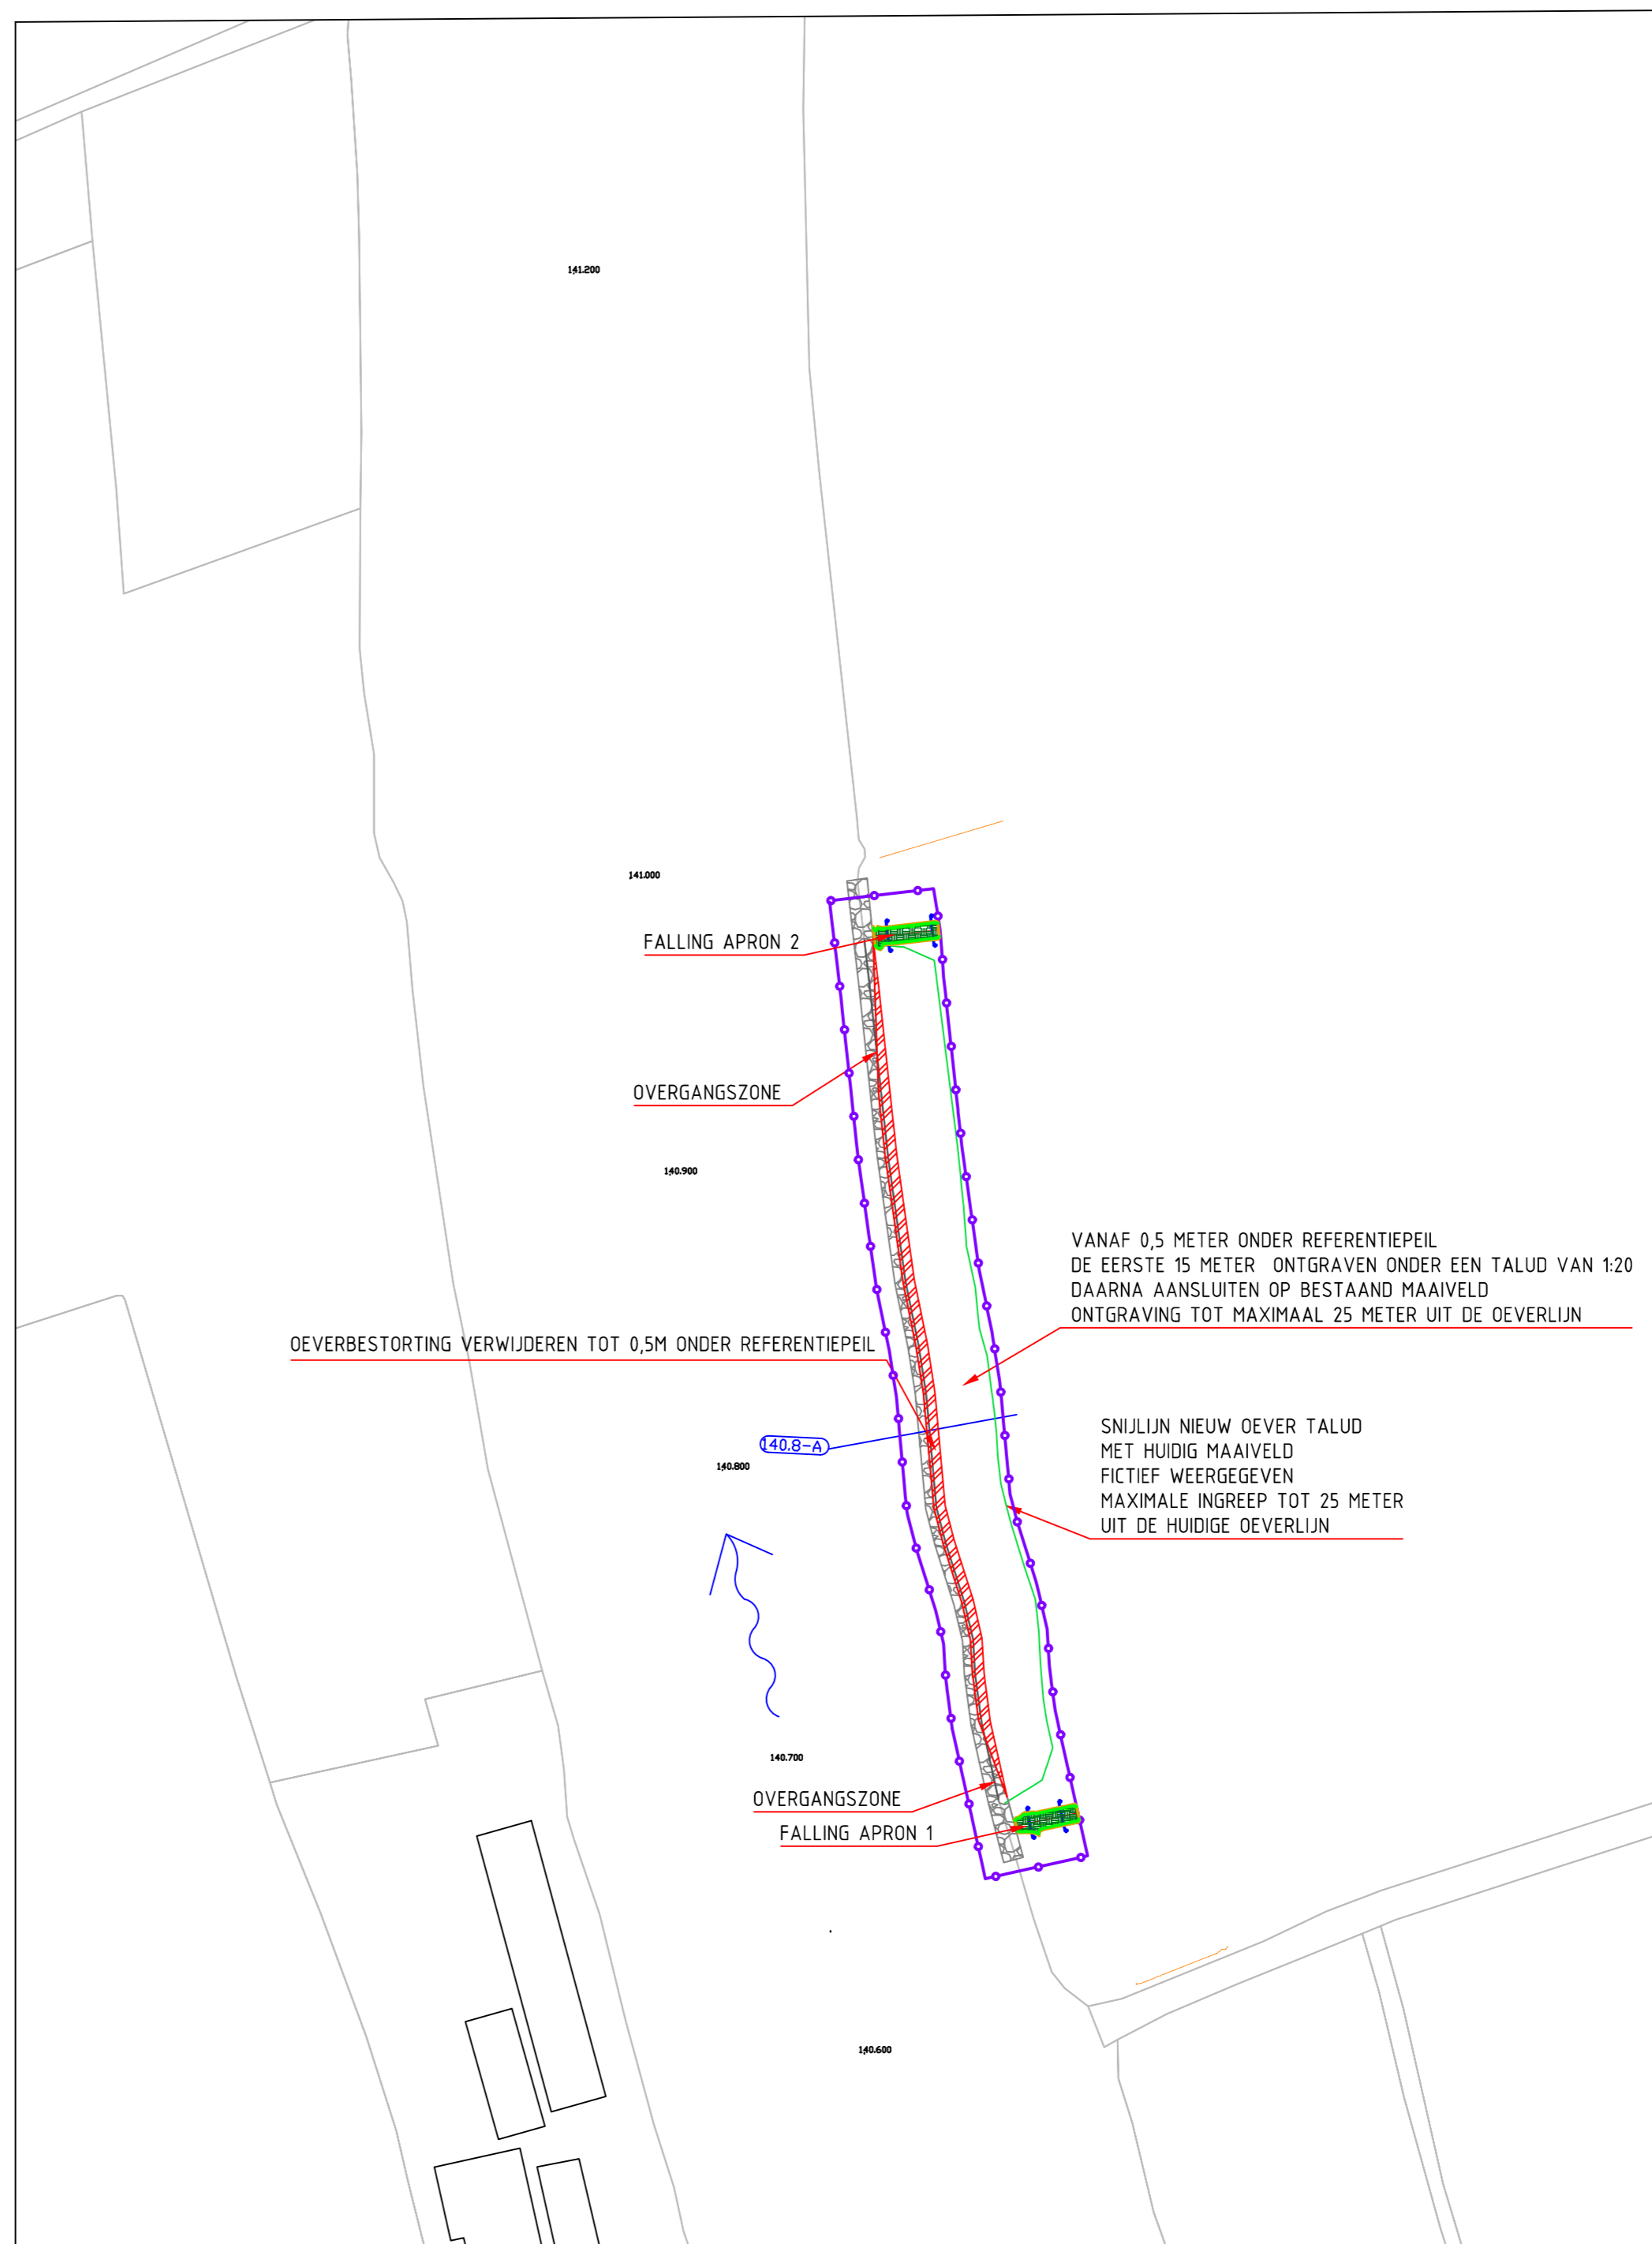 141.200
141.000
FALLING APRON 2
OVERGANGSZONE
140.900
VANAF 0,5 METER ONDER REFERENTIEPEIL
DE EERSTE 15 METER ONTGRAVEN ONDER EEN TALUD VAN 1:20
DAARNA AANSLUITEN OP BESTAAND MAAIVELD
ONTGRAVING TOT MAXIMAAL 25 METER UIT DE OEVERLIJN
OEVERBESTORTING VERWIJDEREN TOT 0,5M ONDER REFERENTIEPEIL
SNIJLIJN NIEUW OEVER TALUD
MET HUIDIG MAAIVELD
FICTIEF WEERGEGEVEN
MAXIMALE INGREEP TOT 25 METER
UIT DE HUIDIGE OEVERLIJN
140.8-A
140.800
140.700
OVERGANGSZONE
FALLING APRON 1
140.600